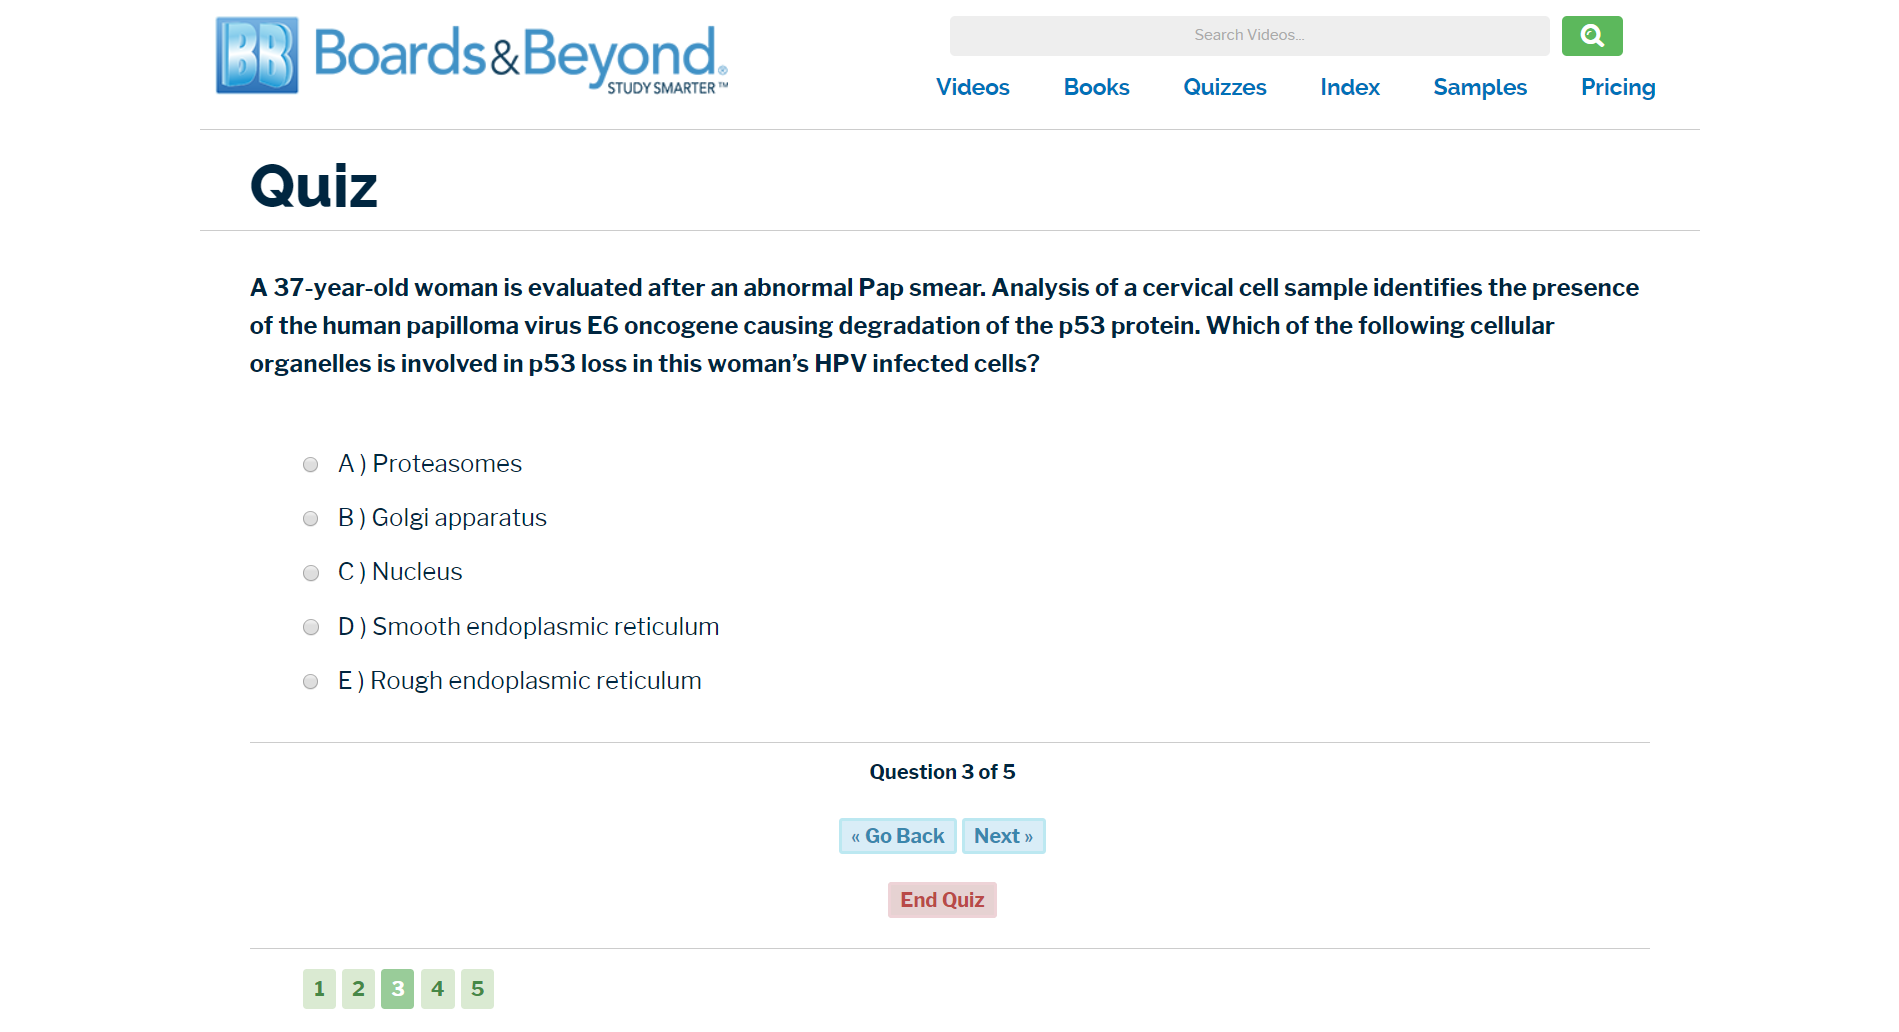 BB Boards&Beyond®
STUDY SMARTER™
Search Videos...
Videos Books Quizzes Index Samples Pricing
Quiz
A 37-year-old woman is evaluated after an abnormal Pap smear. Analysis of a cervical cell sample identifies the presence
of the human papilloma virus E6 oncogene causing degradation of the p53 protein. Which of the following cellular
organelles is involved in p53 loss in this woman’s HPV infected cells?
A ) Proteasomes
B ) Golgi apparatus
C ) Nucleus
D ) Smooth endoplasmic reticulum
E ) Rough endoplasmic reticulum
Question 3 of 5
« Go Back Next »
End Quiz
1 2 3 4 5